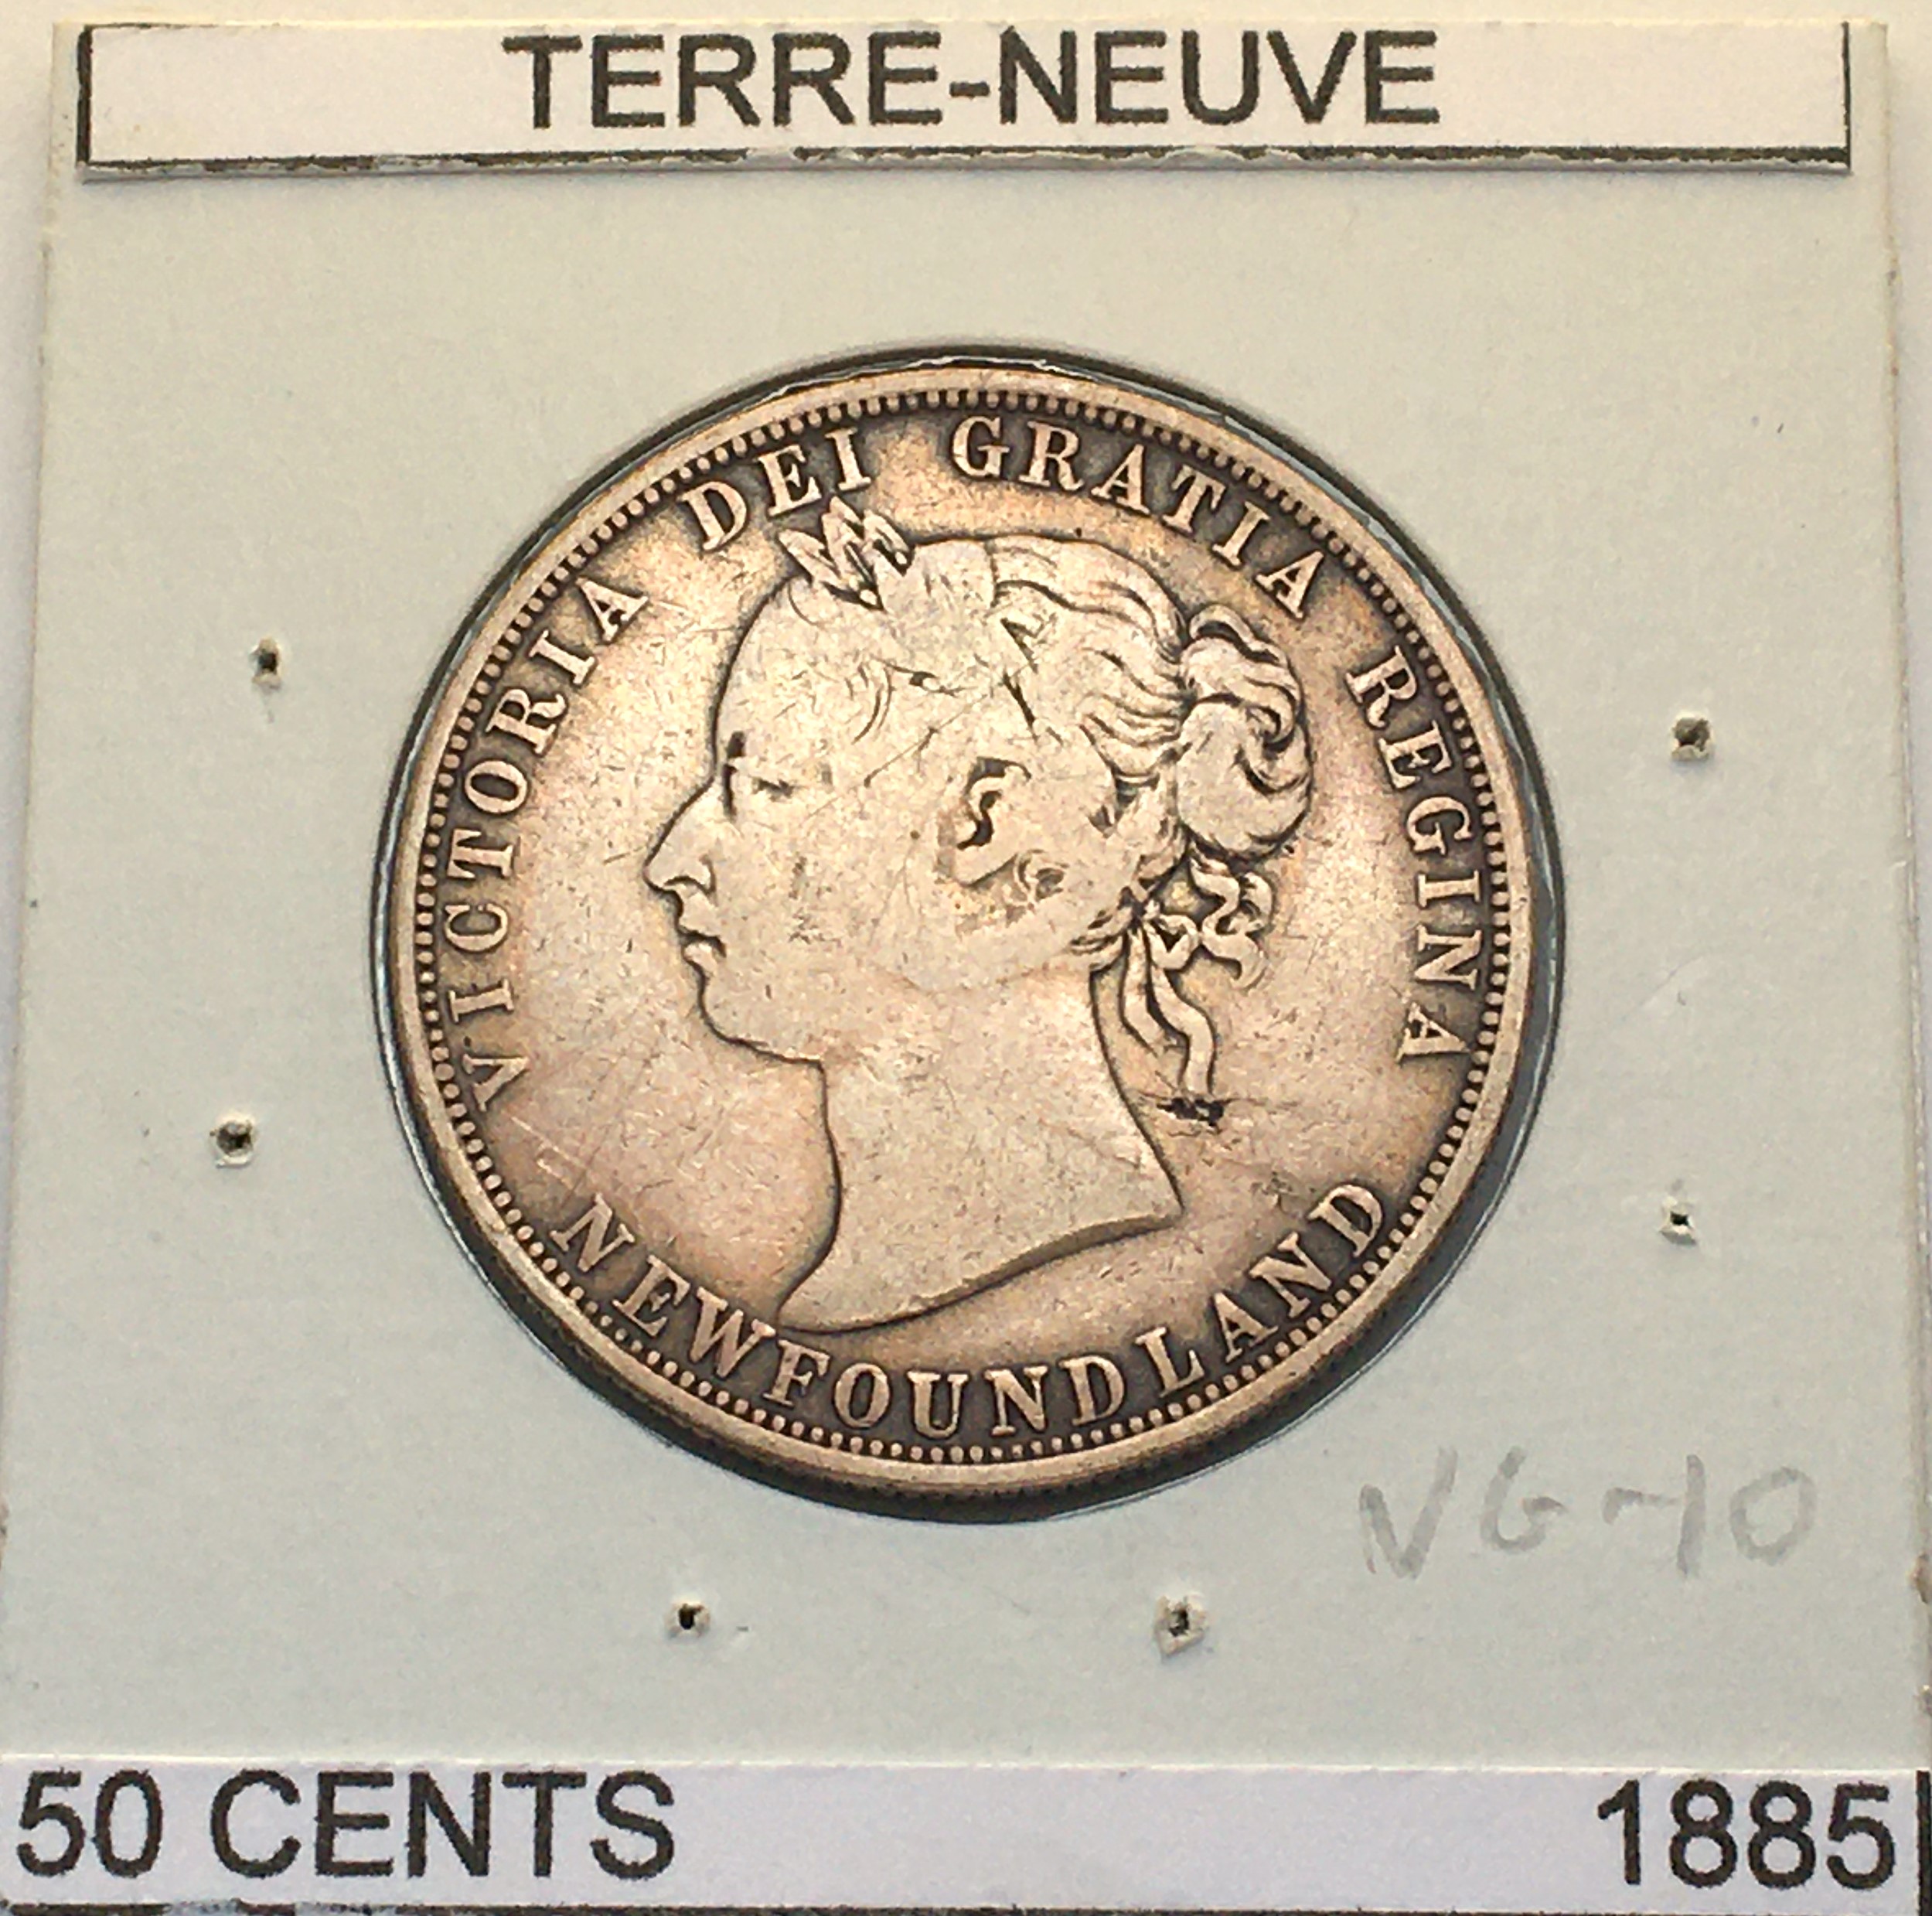 TERRE-NEUVE
VICTORIA DEI GRATIA REGINA
NEWFOUNDLAND
VG-10
50 CENTS 1885